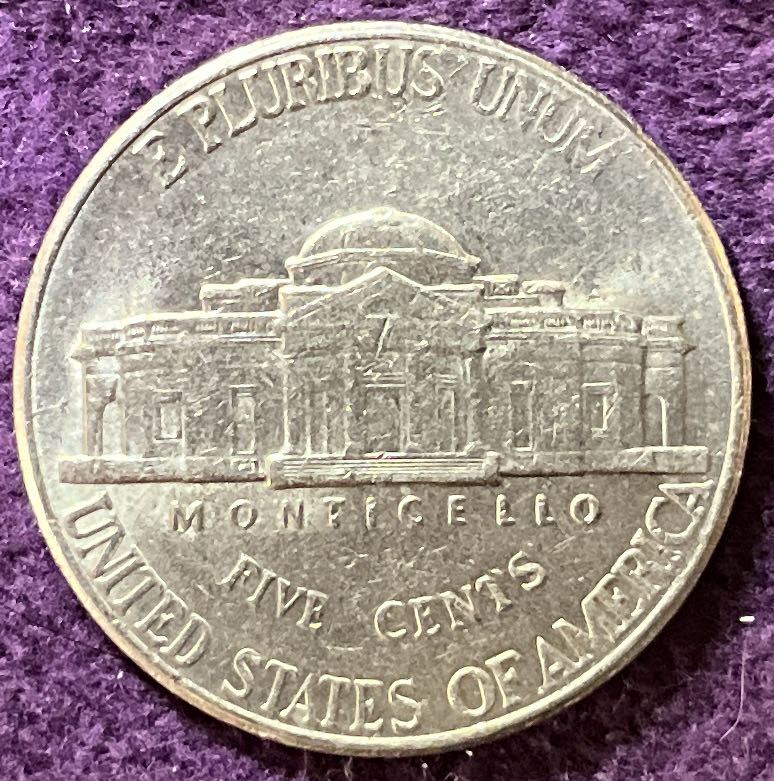 E PLURIBUS UNUM
MONTICELLO
FIVE CENTS
UNITED STATES OF AMERICA